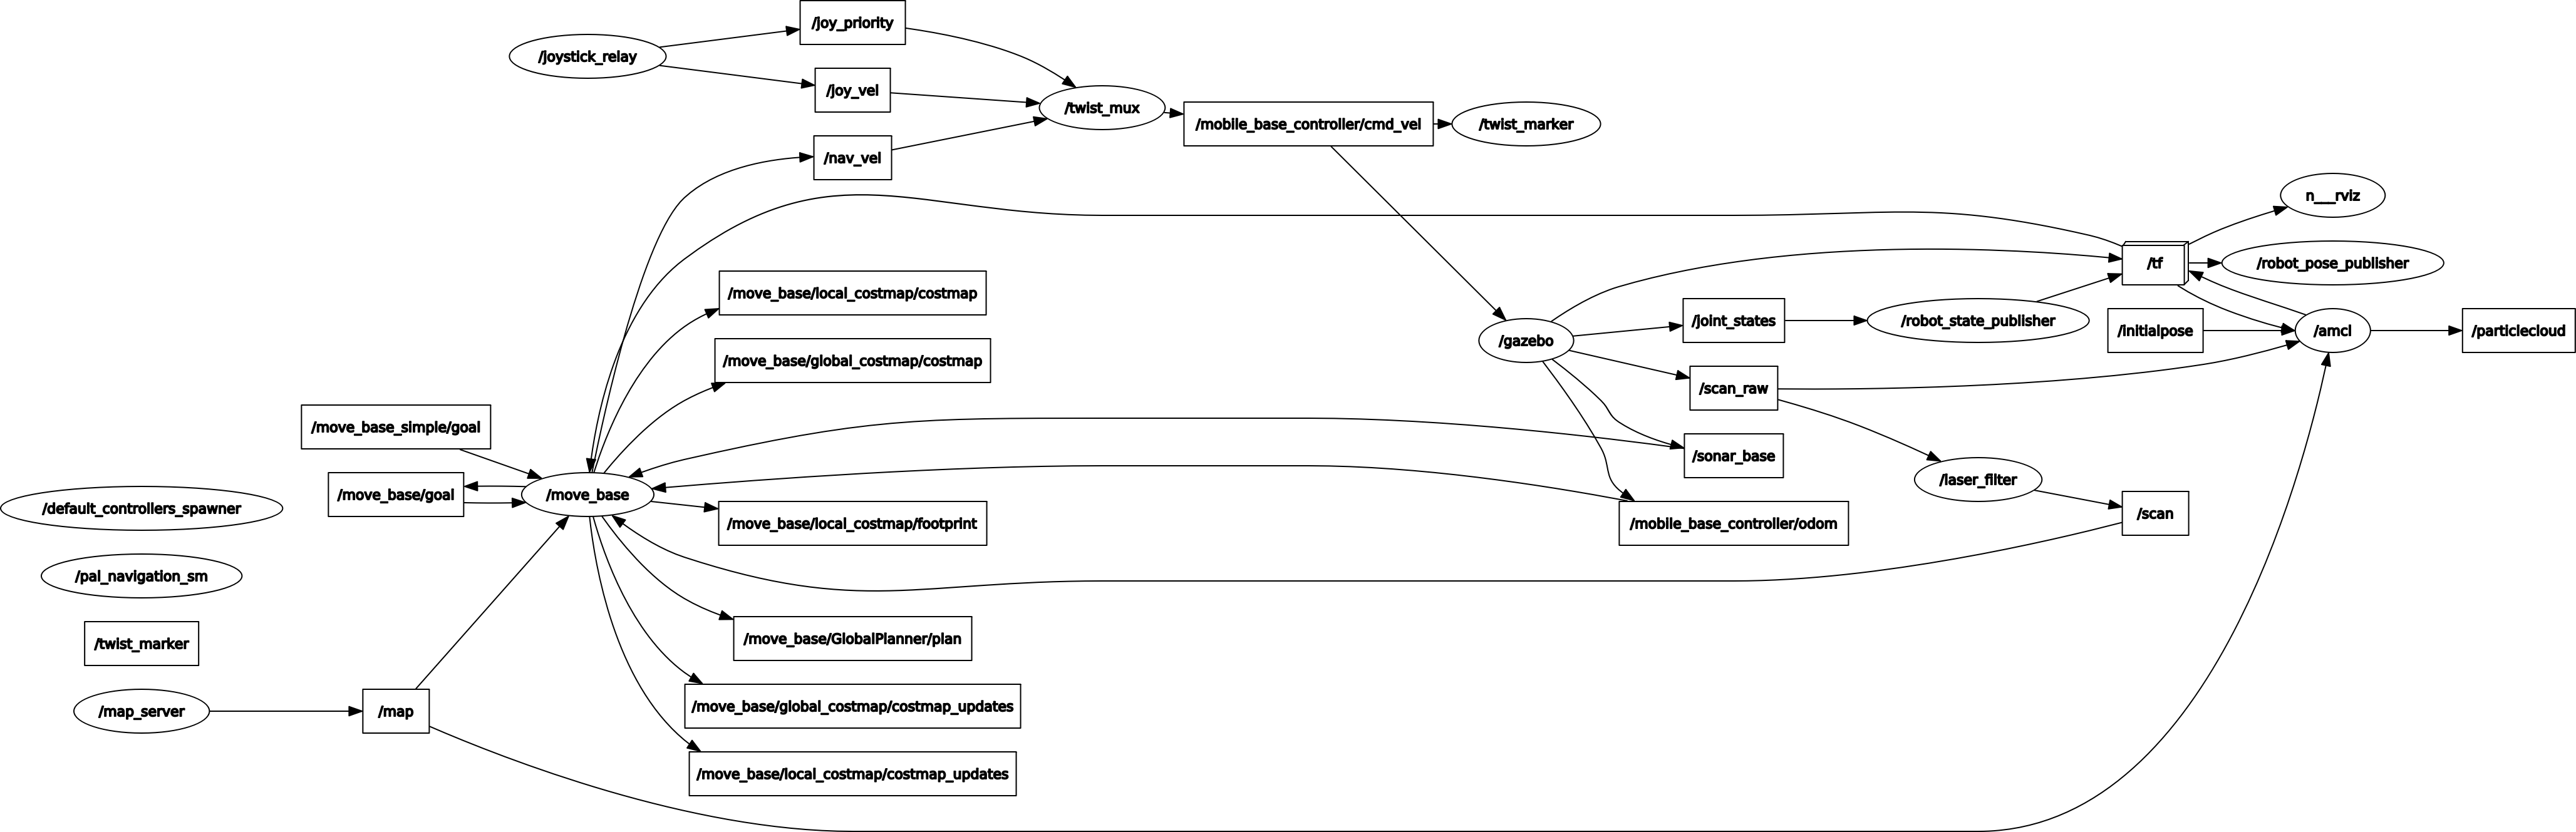 /joy_priority
/joystick_relay
/joy_vel
/twist_mux
/mobile_base_controller/cmd_vel
/twist_marker
/nav_vel
n___rviz
/tf
/robot_pose_publisher
/move_base/local_costmap/costmap
/joint_states
/robot_state_publisher
/initialpose
/amcl
/particlecloud
/gazebo
/move_base/global_costmap/costmap
/scan_raw
/move_base_simple/goal
/sonar_base
/laser_filter
/move_base/goal
/move_base
/default_controllers_spawner
/move_base/local_costmap/footprint
/mobile_base_controller/odom
/scan
/pal_navigation_sm
/twist_marker
/move_base/GlobalPlanner/plan
/map_server
/map
/move_base/global_costmap/costmap_updates
/move_base/local_costmap/costmap_updates